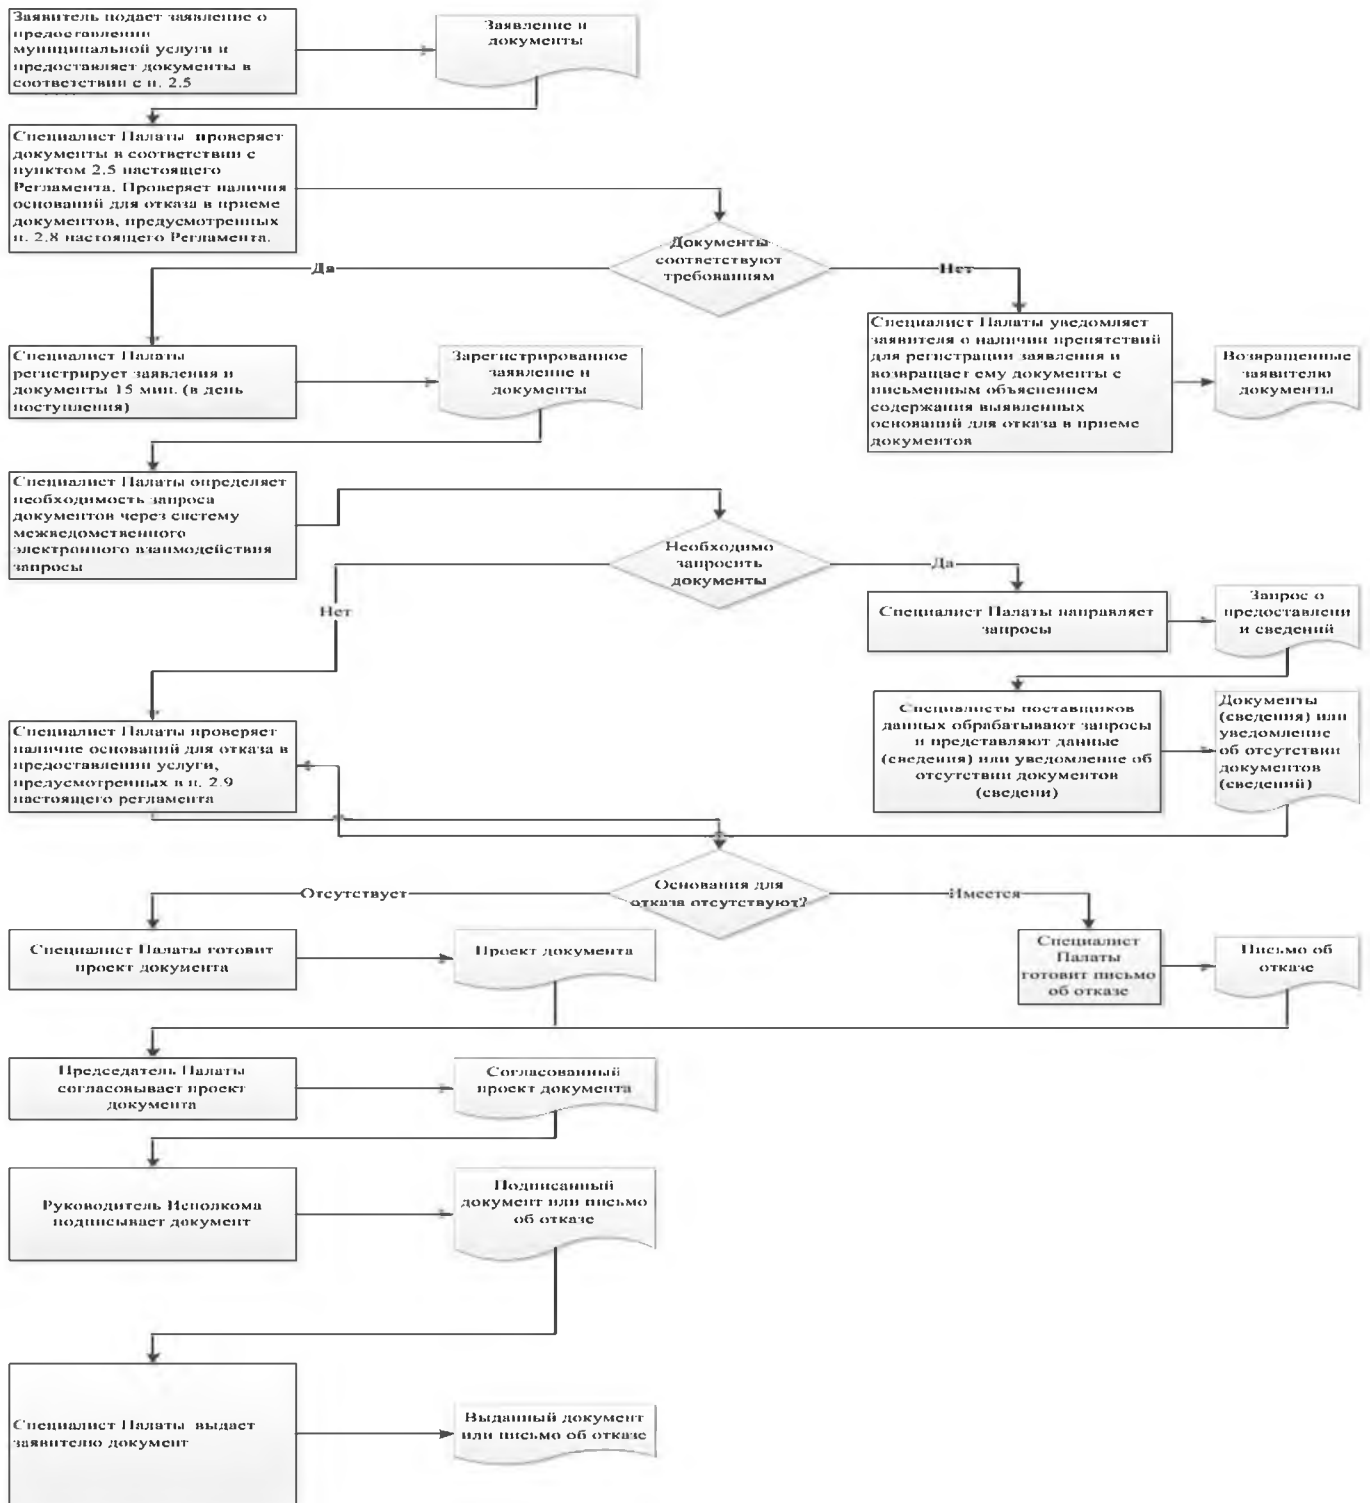 Заявитель подает заявление о
предоставлении
муниципальной услуги и
предоставляет документы в
соответствии с п. 2.5
Заявление и
документы
Специалист Палаты проверяет
документы в соответствии с
пунктом 2.5 настоящего
Регламента. Проверяет наличия
оснований для отказа в приеме
документов, предусмотренных
п. 2.8 настоящего Регламента.
Документы
соответствуют
требованиям
Да
Нет
Специалист Палаты
регистрирует заявления и
документы 15 мин. (в день
поступления)
Зарегистрированное
заявление и
документы
Специалист Палаты уведомляет
заявителя о наличии препятствий
для регистрации заявления и
возвращает ему документы с
письменным объяснением
содержания выявленных
оснований для отказа в приеме
документов
Возвращенные
заявителю
документы
Специалист Палаты определяет
необходимость запроса
документов через систему
межведомственного
электронного взаимодействия
запросы
Необходимо
запросить
документы
Да
Нет
Специалист Палаты направляет
запросы
Запрос о
предоставлени
и сведений
Специалист Палаты проверяет
наличие оснований для отказа в
предоставлении услуги,
предусмотренных в п. 2.9
настоящего регламента
Специалисты поставщиков
данных обрабатывают запросы
и представляют данные
(сведения) или уведомление об
отсутствии документов
(сведени)
Документы
(сведения) или
уведомление
об отсутствии
документов
(сведений)
Основания для
отказа отсутствуют?
Отсутствует
Имеется
Специалист Палаты готовит
проект документа
Проект документа
Специалист
Палаты
готовит письмо
об отказе
Письмо об
отказе
Председатель Палаты
согласовывает проект
документа
Согласованный
проект документа
Руководитель Исполкома
подписывает документ
Подписанный
документ или письмо
об отказе
Специалист Палаты выдает
заявителю документ
Выданный документ
или письмо об отказе